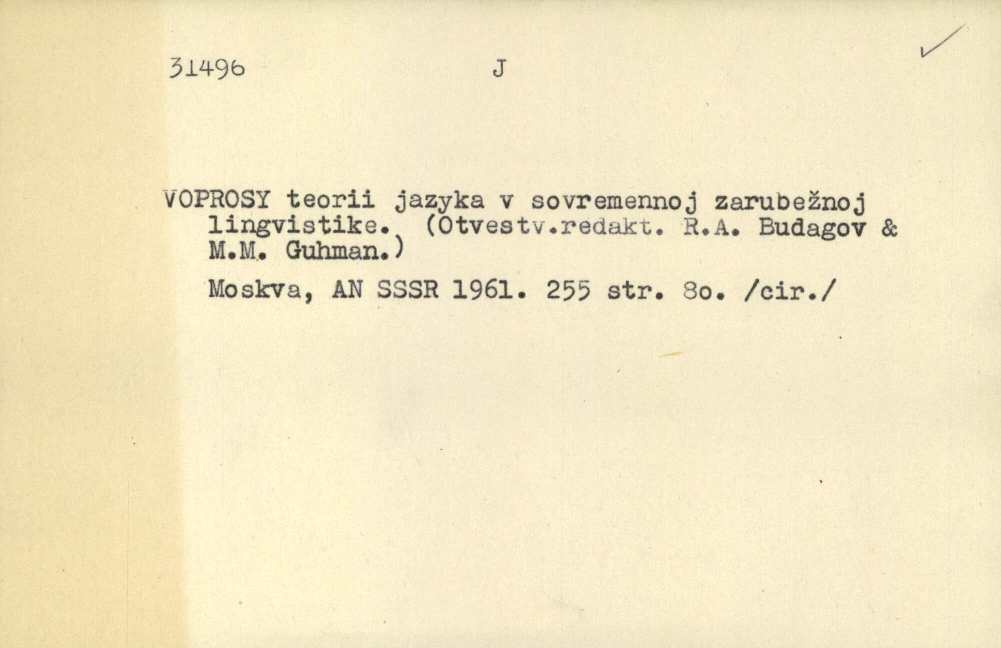 31496 J
VOPROSY teorii jazyka v sovremennoj zarubežnoj
lingvistike. (Otvestv.redakt. R.A. Budagov &
M.M. Guhman.)
Moskva, AN SSSR 1961. 255 str. 8o. /cir./